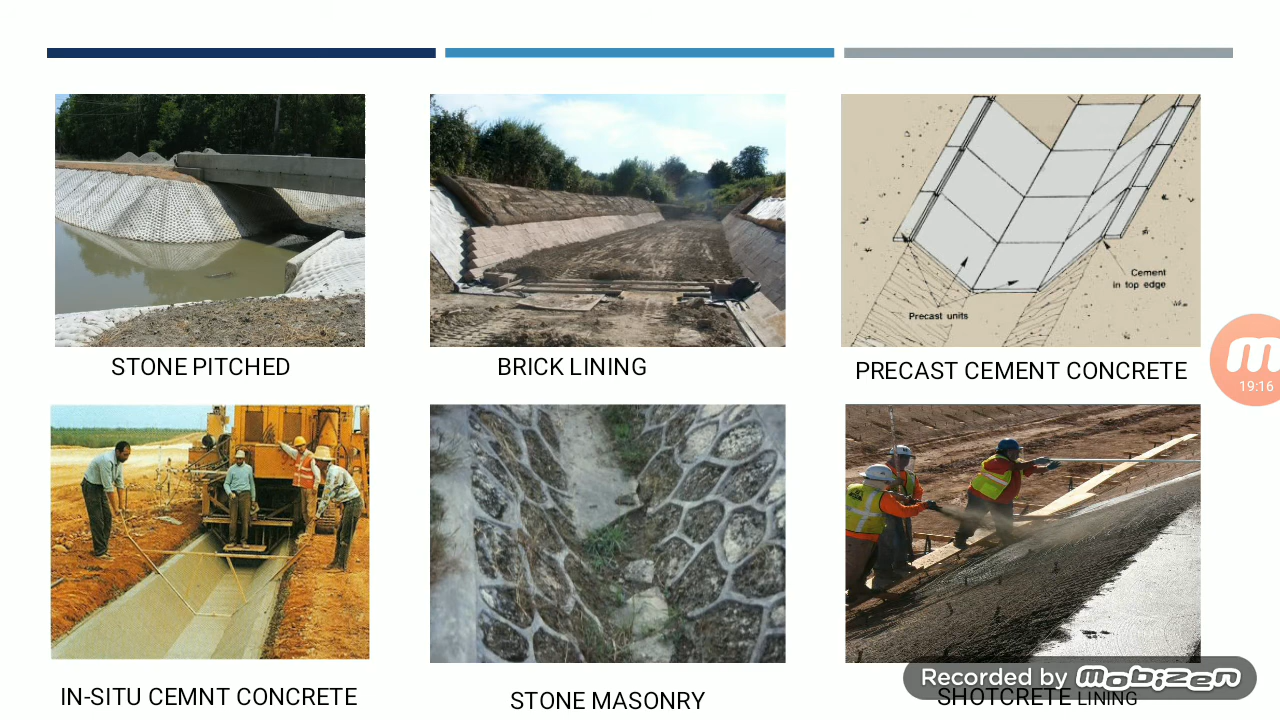 STONE PITCHED
BRICK LINING
Cement
in top edge
Precast units
PRECAST CEMENT CONCRETE
19:16
IN-SITU CEMNT CONCRETE
STONE MASONRY
Recorded by mobizen
SHOTCRETE LINING